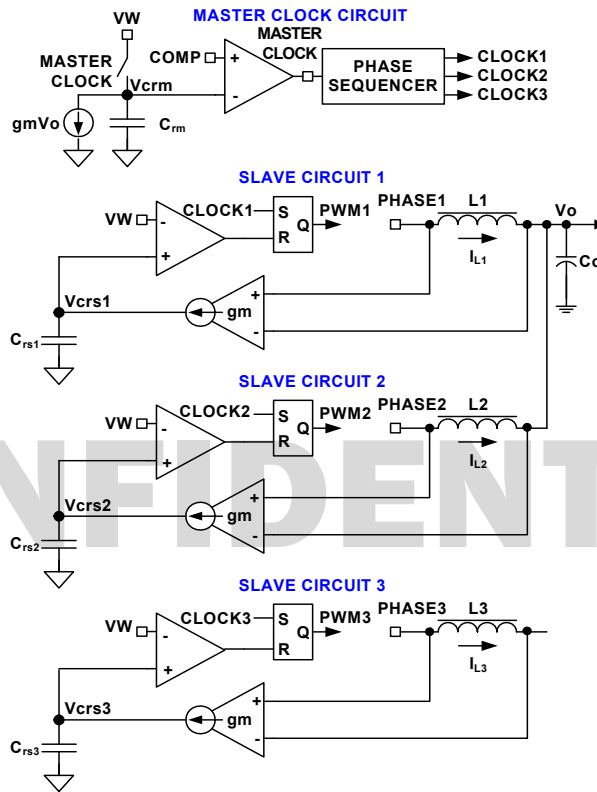 MASTER CLOCK CIRCUIT
VW
MASTER
CLOCK
Vcrm
gmVo
Crm
COMP
+
-
MASTER
CLOCK
PHASE
SEQUENCER
CLOCK1
CLOCK2
CLOCK3
SLAVE CIRCUIT 1
VW
-
+
CLOCK1
S
R
Q
PWM1
PHASE1
L1
IL1
Vo
Co
Vcrs1
Crs1
gm
+
-
SLAVE CIRCUIT 2
VW
-
+
CLOCK2
S
R
Q
PWM2
PHASE2
L2
IL2
Vcrs2
Crs2
gm
+
-
NFIDENT
SLAVE CIRCUIT 3
VW
-
+
CLOCK3
S
R
Q
PWM3
PHASE3
L3
IL3
Vcrs3
Crs3
gm
+
-